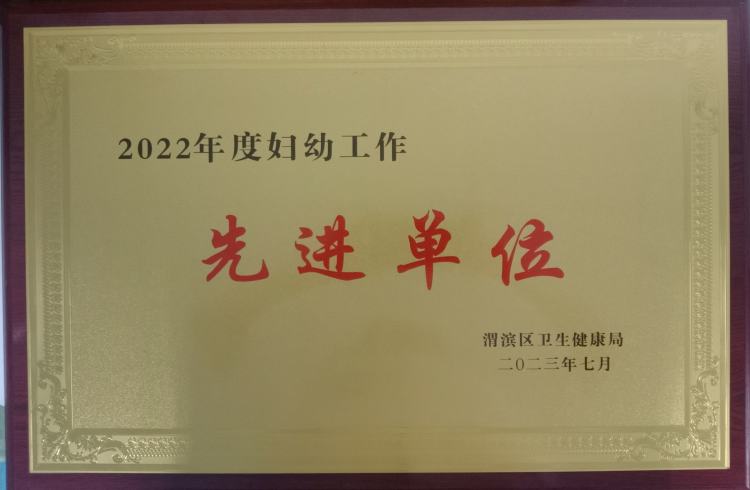 2022年度妇幼工作
先进单位
渭滨区卫生健康局
二〇二三年七月